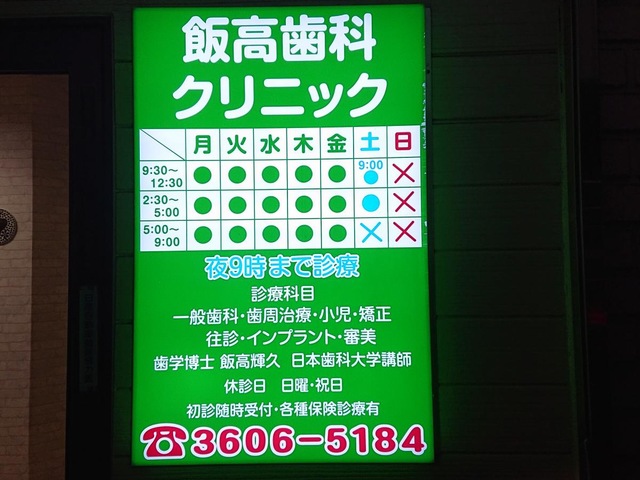 飯高歯科
クリニック
月 火 水 木 金 土 日
9:30〜12:30 ● ● ● ● ● 9:00● ×
2:30〜5:00 ● ● ● ● ● ● ×
5:00〜9:00 ● ● ● ● ● × ×
夜9時まで診療
診療科目
一般歯科・歯周治療・小児・矯正
往診・インプラント・審美
歯学博士 飯高輝久 日本歯科大学講師
休診日 日曜・祝日
初診随時受付・各種保険診療有
☎3606-5184